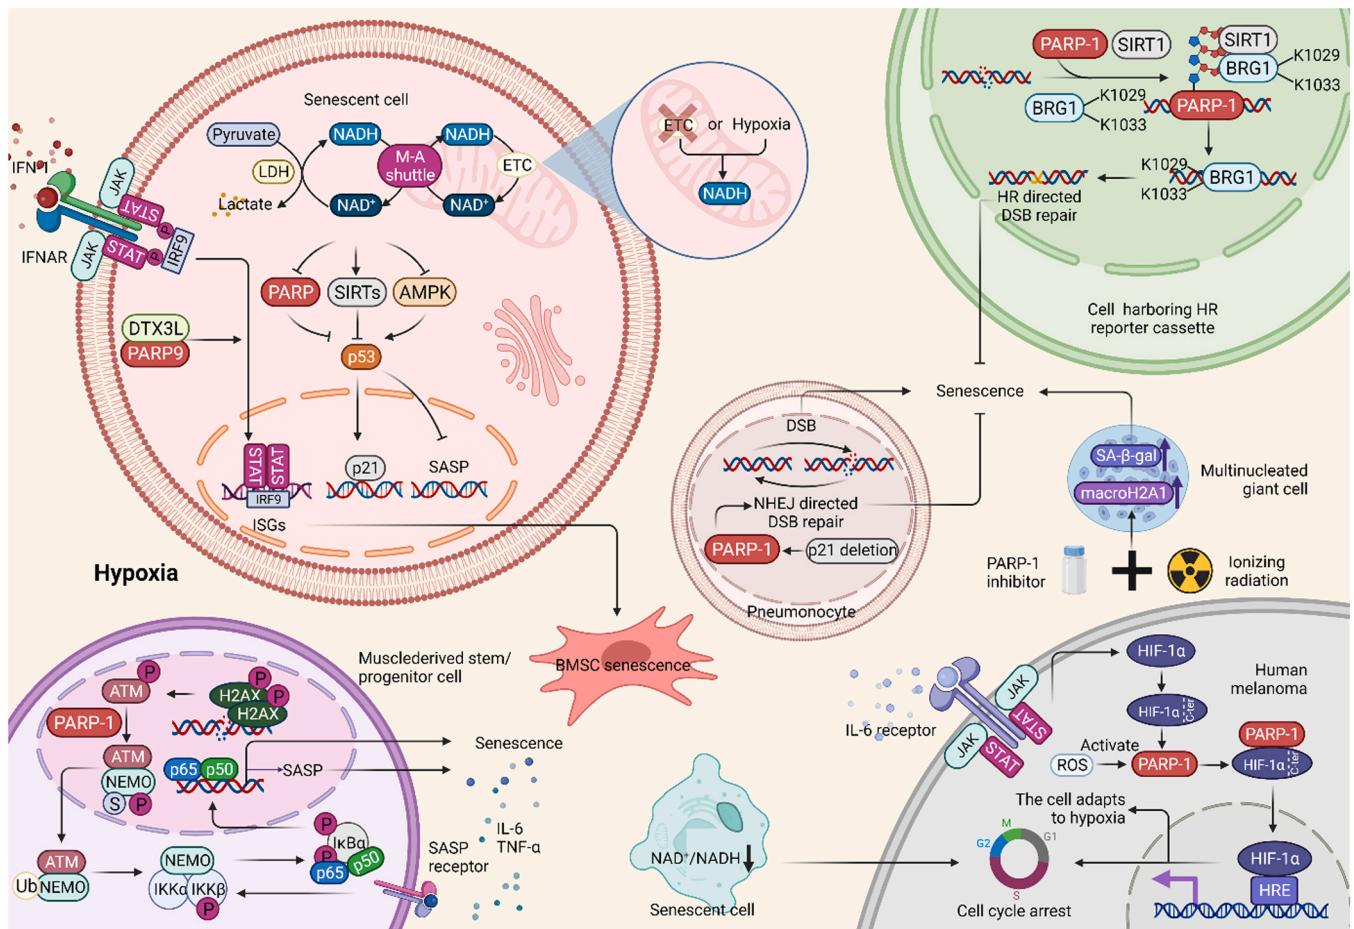 Senescent cell
Pyruvate
NADH
NADH
LDH
M-A
shuttle
ETC
Lactate
NAD⁺
NAD⁺
ETC or Hypoxia
NADH
IFN-1
JAK
STAT
P
IRF9
P
STAT
JAK
IFNAR
PARP
SIRTs
AMPK
DTX3L
PARP9
p53
STAT
STAT
IRF9
ISGs
p21
SASP
Hypoxia
PARP-1
SIRT1
SIRT1
BRG1
K1029
K1033
BRG1
K1029
K1033
PARP-1
K1029
K1033
BRG1
HR directed
DSB repair
Cell harboring HR
reporter cassette
Senescence
DSB
NHEJ directed
DSB repair
PARP-1
p21 deletion
Pneumonocyte
SA-β-gal
macroH2A1
Multinucleated
giant cell
PARP-1
inhibitor
Ionizing
radiation
BMSC senescence
Musclederived stem/
progenitor cell
P
ATM
P
P
H2AX
H2AX
PARP-1
ATM
NEMO
S
P
p65
p50
SASP
Senescence
ATM
Ub
NEMO
NEMO
IKKα
IKKβ
P
P
IκBα
P
p65
p50
SASP
receptor
IL-6
TNF-α
NAD⁺/NADH
Senescent cell
IL-6 receptor
JAK
STAT
JAK
STAT
HIF-1α
Human
melanoma
HIF-1α
C-ter
ROS
Activate
PARP-1
PARP-1
HIF-1α
C-ter
The cell adapts
to hypoxia
M
G1
G2
S
Cell cycle arrest
HIF-1α
HRE